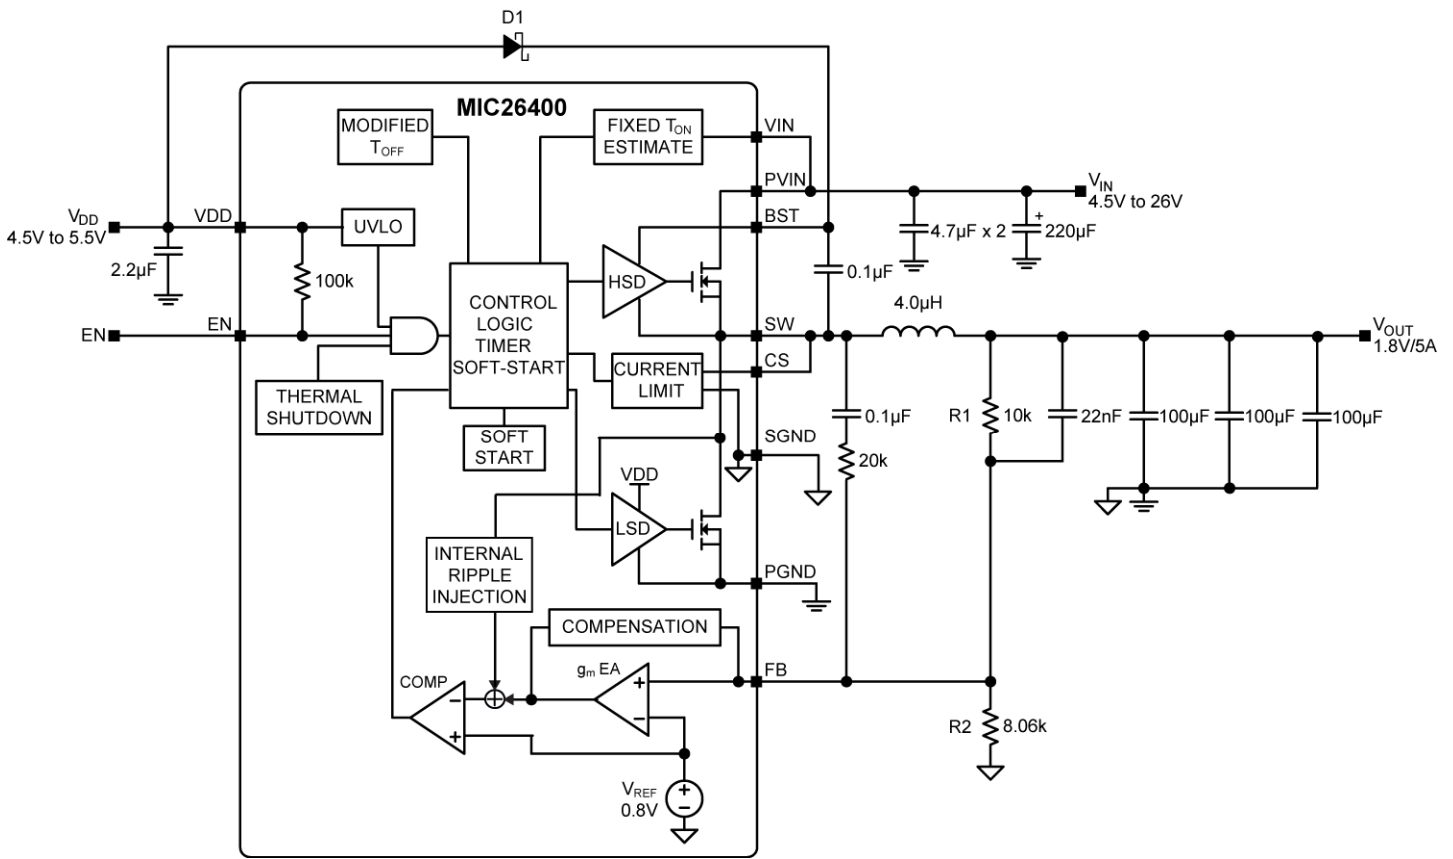 D1
MIC26400
MODIFIED
TOFF
FIXED TON
ESTIMATE
VIN
PVIN
VIN
4.5V to 26V
VDD
4.5V to 5.5V
VDD
UVLO
BST
4.7µF x 2
+
220µF
2.2µF
100k
HSD
0.1µF
CONTROL
LOGIC
TIMER
SOFT-START
4.0µH
EN
EN
SW
VOUT
1.8V/5A
CS
THERMAL
SHUTDOWN
CURRENT
LIMIT
0.1µF
R1
10k
22nF
100µF
100µF
100µF
SOFT
START
SGND
20k
VDD
LSD
INTERNAL
RIPPLE
INJECTION
PGND
COMPENSATION
gm EA
FB
COMP
+
−
−
+
R2
8.06k
VREF
0.8V
+
−